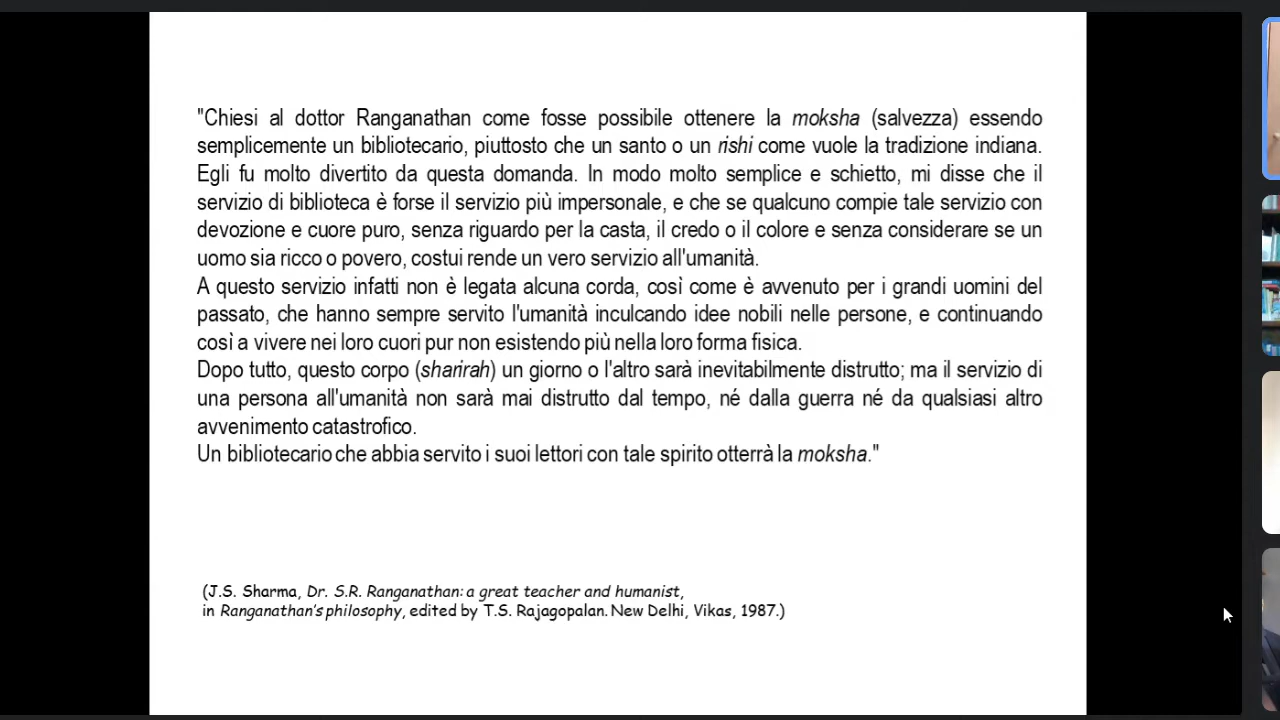 "Chiesi al dottor Ranganathan come fosse possibile ottenere la moksha (salvezza) essendo
semplicemente un bibliotecario, piuttosto che un santo o un rishi come vuole la tradizione indiana.
Egli fu molto divertito da questa domanda. In modo molto semplice e schietto, mi disse che il
servizio di biblioteca è forse il servizio più impersonale, e che se qualcuno compie tale servizio con
devozione e cuore puro, senza riguardo per la casta, il credo o il colore e senza considerare se un
uomo sia ricco o povero, costui rende un vero servizio all'umanità.
A questo servizio infatti non è legata alcuna corda, così come è avvenuto per i grandi uomini del
passato, che hanno sempre servito l'umanità inculcando idee nobili nelle persone, e continuando
così a vivere nei loro cuori pur non esistendo più nella loro forma fisica.
Dopo tutto, questo corpo (sharirah) un giorno o l'altro sarà inevitabilmente distrutto; ma il servizio di
una persona all'umanità non sarà mai distrutto dal tempo, né dalla guerra né da qualsiasi altro
avvenimento catastrofico.
Un bibliotecario che abbia servito i suoi lettori con tale spirito otterrà la moksha."
(J.S. Sharma, Dr. S.R. Ranganathan: a great teacher and humanist,
in Ranganathan's philosophy, edited by T.S. Rajagopalan. New Delhi, Vikas, 1987.)